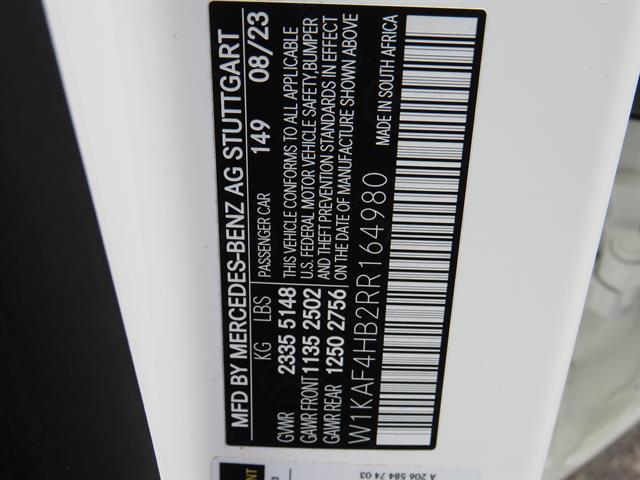 MFD BY MERCEDES-BENZ AG STUTTGART
KG LBS PASSENGER CAR 149 08/23
GVWR 2335 5148 THIS VEHICLE CONFORMS TO ALL APPLICABLE
GAWR FRONT 1135 2502 U.S. FEDERAL MOTOR VEHICLE SAFETY, BUMPER
GAWR REAR 1250 2756 AND THEFT PREVENTION STANDARDS IN EFFECT
ON THE DATE OF MANUFACTURE SHOWN ABOVE
W1KAF4HB2RR164980 MADE IN SOUTH AFRICA
A 206 584 74 03